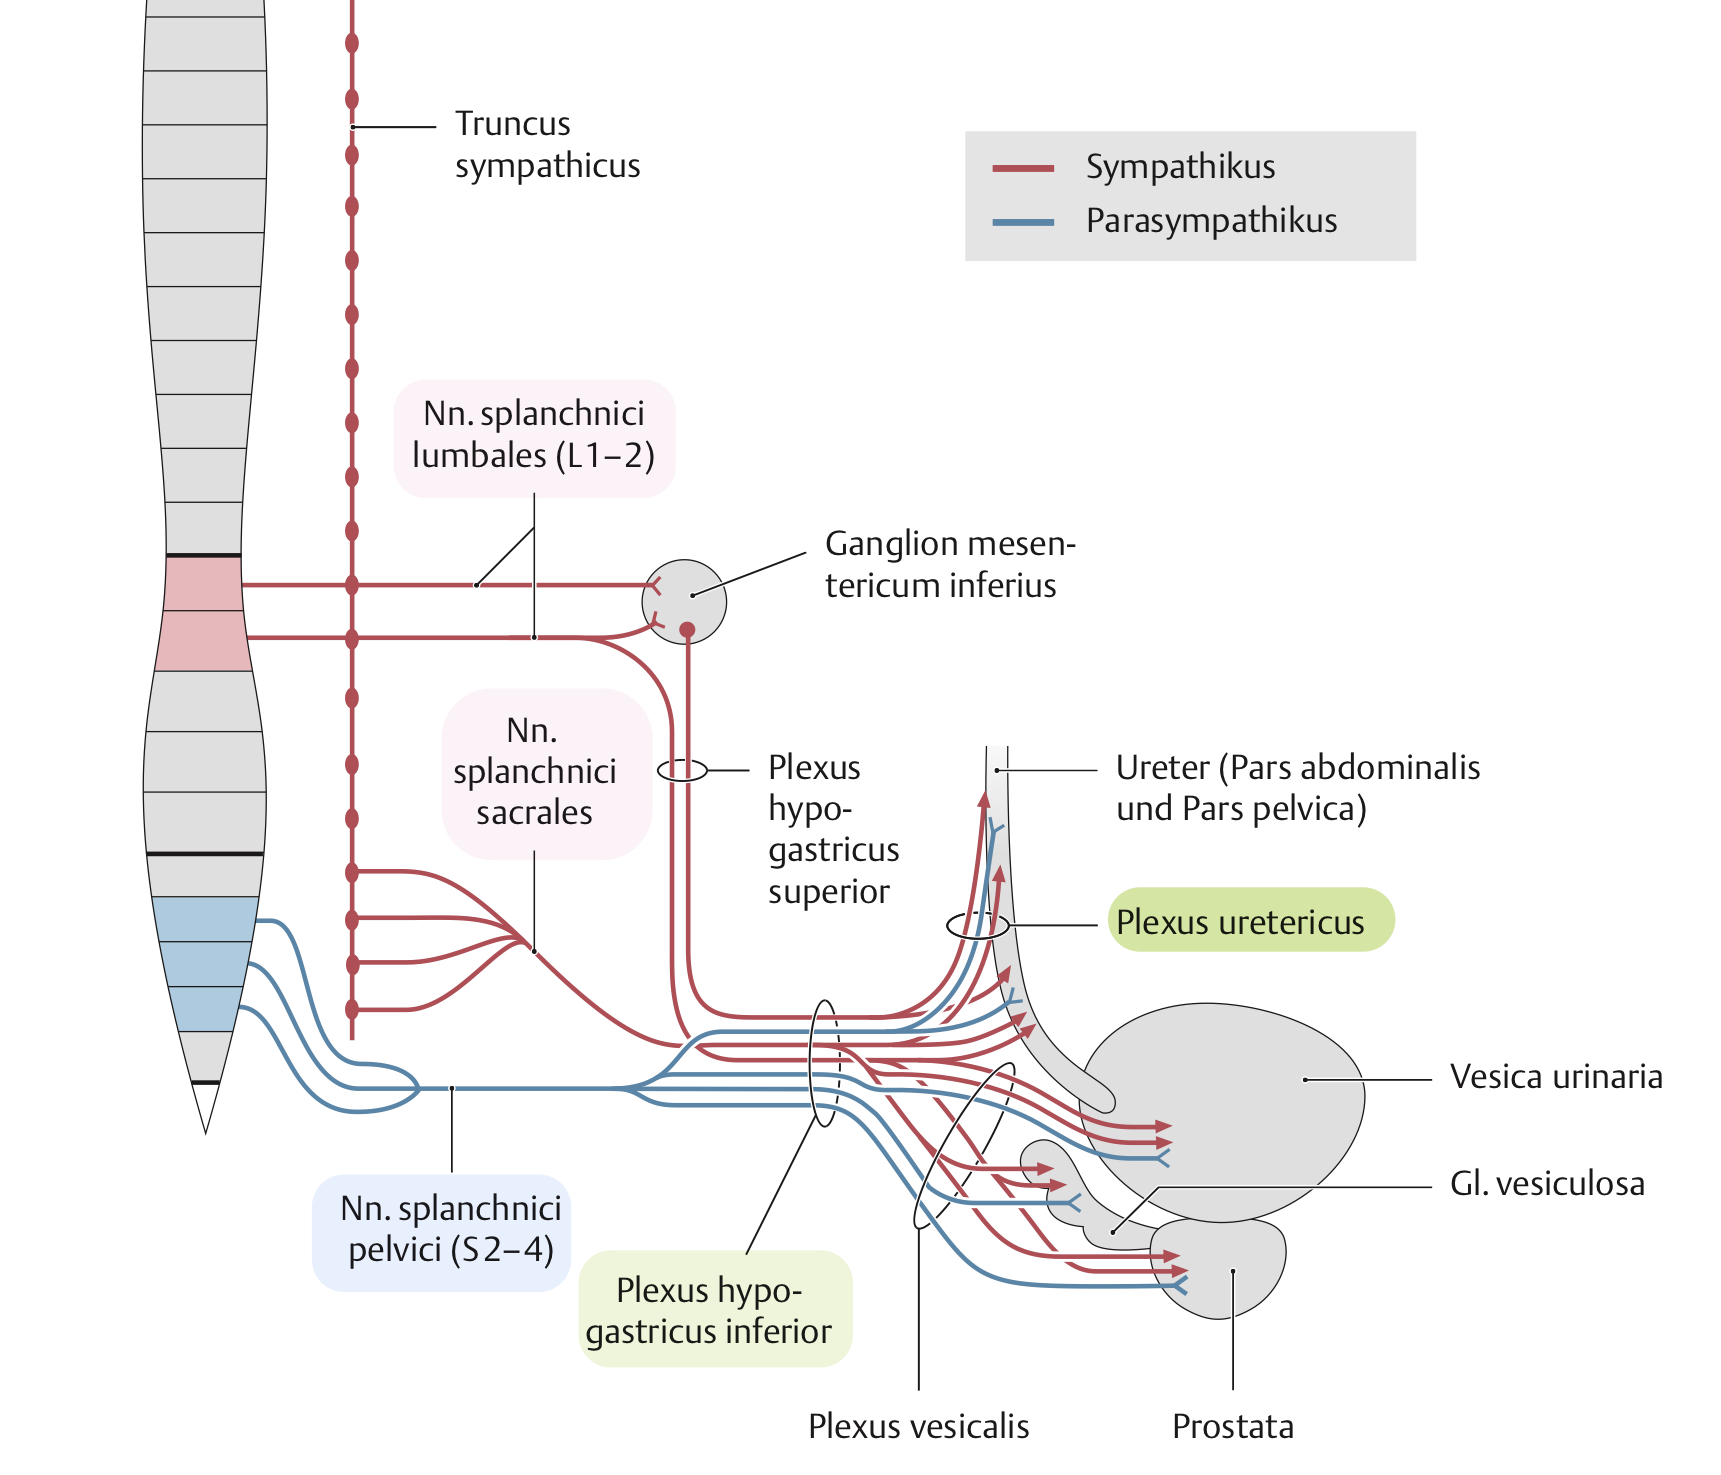 Truncus
sympathicus
Sympathikus
Parasympathikus
Nn. splanchnici
lumbales (L1–2)
Ganglion mesen-
tericum inferius
Nn.
splanchnici
sacrales
Plexus
hypo-
gastricus
superior
Ureter (Pars abdominalis
und Pars pelvica)
Plexus uretericus
Vesica urinaria
Gl. vesiculosa
Nn. splanchnici
pelvici (S2–4)
Plexus hypo-
gastricus inferior
Plexus vesicalis
Prostata